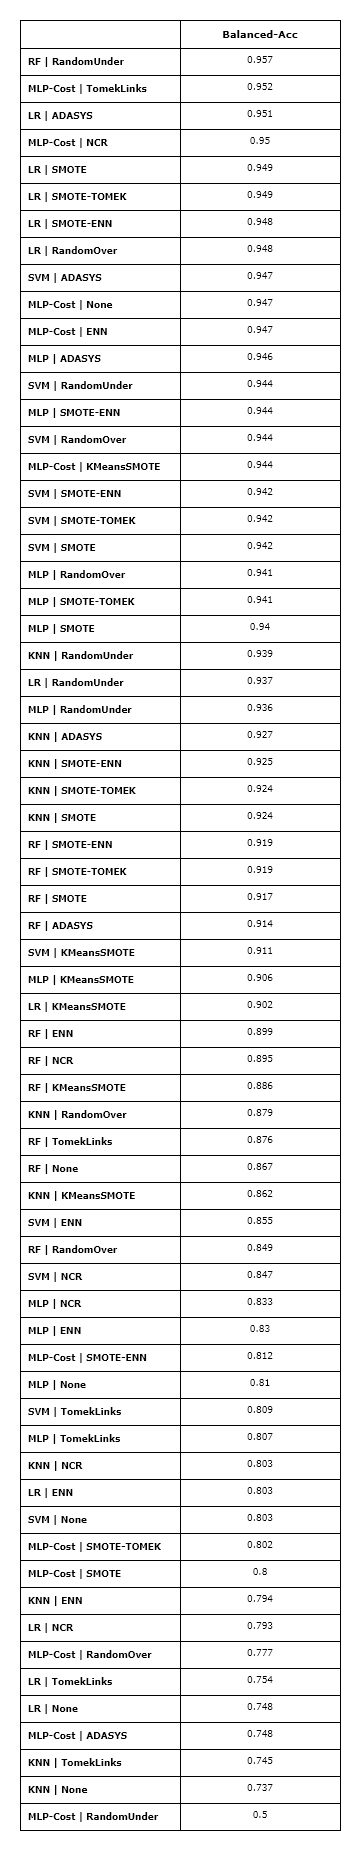 Balanced-Acc
RF | RandomUnder 0.957
MLP-Cost | TomekLinks 0.952
LR | ADASYS 0.951
MLP-Cost | NCR 0.95
LR | SMOTE 0.949
LR | SMOTE-TOMEK 0.949
LR | SMOTE-ENN 0.948
LR | RandomOver 0.948
SVM | ADASYS 0.947
MLP-Cost | None 0.947
MLP-Cost | ENN 0.947
MLP | ADASYS 0.946
SVM | RandomUnder 0.944
MLP | SMOTE-ENN 0.944
SVM | RandomOver 0.944
MLP-Cost | KMeansSMOTE 0.944
SVM | SMOTE-ENN 0.942
SVM | SMOTE-TOMEK 0.942
SVM | SMOTE 0.942
MLP | RandomOver 0.941
MLP | SMOTE-TOMEK 0.941
MLP | SMOTE 0.94
KNN | RandomUnder 0.939
LR | RandomUnder 0.937
MLP | RandomUnder 0.936
KNN | ADASYS 0.927
KNN | SMOTE-ENN 0.925
KNN | SMOTE-TOMEK 0.924
KNN | SMOTE 0.924
RF | SMOTE-ENN 0.919
RF | SMOTE-TOMEK 0.919
RF | SMOTE 0.917
RF | ADASYS 0.914
SVM | KMeansSMOTE 0.911
MLP | KMeansSMOTE 0.906
LR | KMeansSMOTE 0.902
RF | ENN 0.899
RF | NCR 0.895
RF | KMeansSMOTE 0.886
KNN | RandomOver 0.879
RF | TomekLinks 0.876
RF | None 0.867
KNN | KMeansSMOTE 0.862
SVM | ENN 0.855
RF | RandomOver 0.849
SVM | NCR 0.847
MLP | NCR 0.833
MLP | ENN 0.83
MLP-Cost | SMOTE-ENN 0.812
MLP | None 0.81
SVM | TomekLinks 0.809
MLP | TomekLinks 0.807
KNN | NCR 0.803
LR | ENN 0.803
SVM | None 0.803
MLP-Cost | SMOTE-TOMEK 0.802
MLP-Cost | SMOTE 0.8
KNN | ENN 0.794
LR | NCR 0.793
MLP-Cost | RandomOver 0.777
LR | TomekLinks 0.754
LR | None 0.748
MLP-Cost | ADASYS 0.748
KNN | TomekLinks 0.745
KNN | None 0.737
MLP-Cost | RandomUnder 0.5